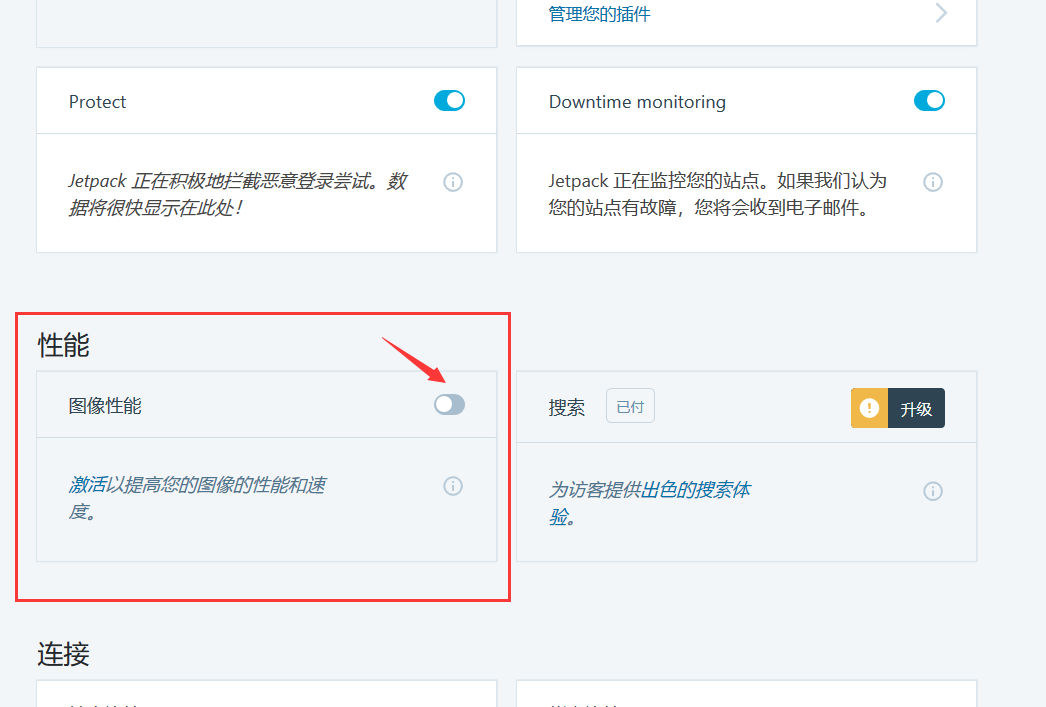 管理您的插件
Protect
Downtime monitoring
Jetpack 正在积极地拦截恶意登录尝试。数
据将很快显示在此处！
Jetpack 正在监控您的站点。如果我们认为
您的站点有故障，您将会收到电子邮件。
性能
图像性能
搜索 已付
升级
激活以提高您的图像的性能和速
度。
为访客提供出色的搜索体
验。
连接